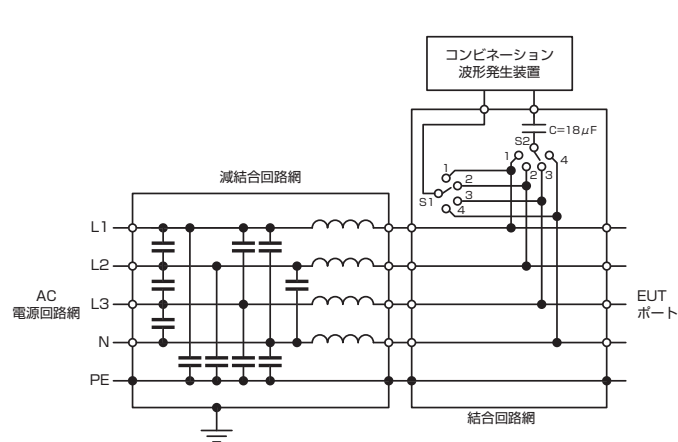 コンビネーション
波形発生装置
C=18μF
S2
1
4
2
3
1
2
3
S1
4
減結合回路網
L1
L2
AC
電源回路網
L3
N
PE
EUT
ポート
結合回路網